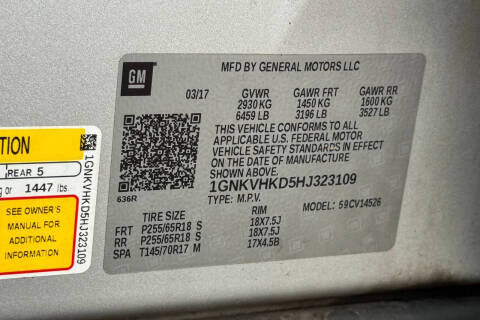 GM
MFD BY GENERAL MOTORS LLC
03/17 GVWR GAWR FRT GAWR RR
2930 KG 1450 KG 1600 KG
6459 LB 3196 LB 3527 LB
THIS VEHICLE CONFORMS TO ALL
APPLICABLE U.S. FEDERAL MOTOR
VEHICLE SAFETY STANDARDS IN EFFECT
ON THE DATE OF MANUFACTURE
SHOWN ABOVE.
1GNKVHKD5HJ323109
636R
TYPE: M.P.V. MODEL: 59CV14526
TIRE SIZE RIM
FRT P255/65R18 S 18X7.5J
RR P255/65R18 S 18X7.5J
SPA T145/70R17 M 17X4.5B
TION
REAR 5
g or 1447 lbs.
SEE OWNER'S
MANUAL FOR
ADDITIONAL
INFORMATION
1GNKVHKD5HJ323109